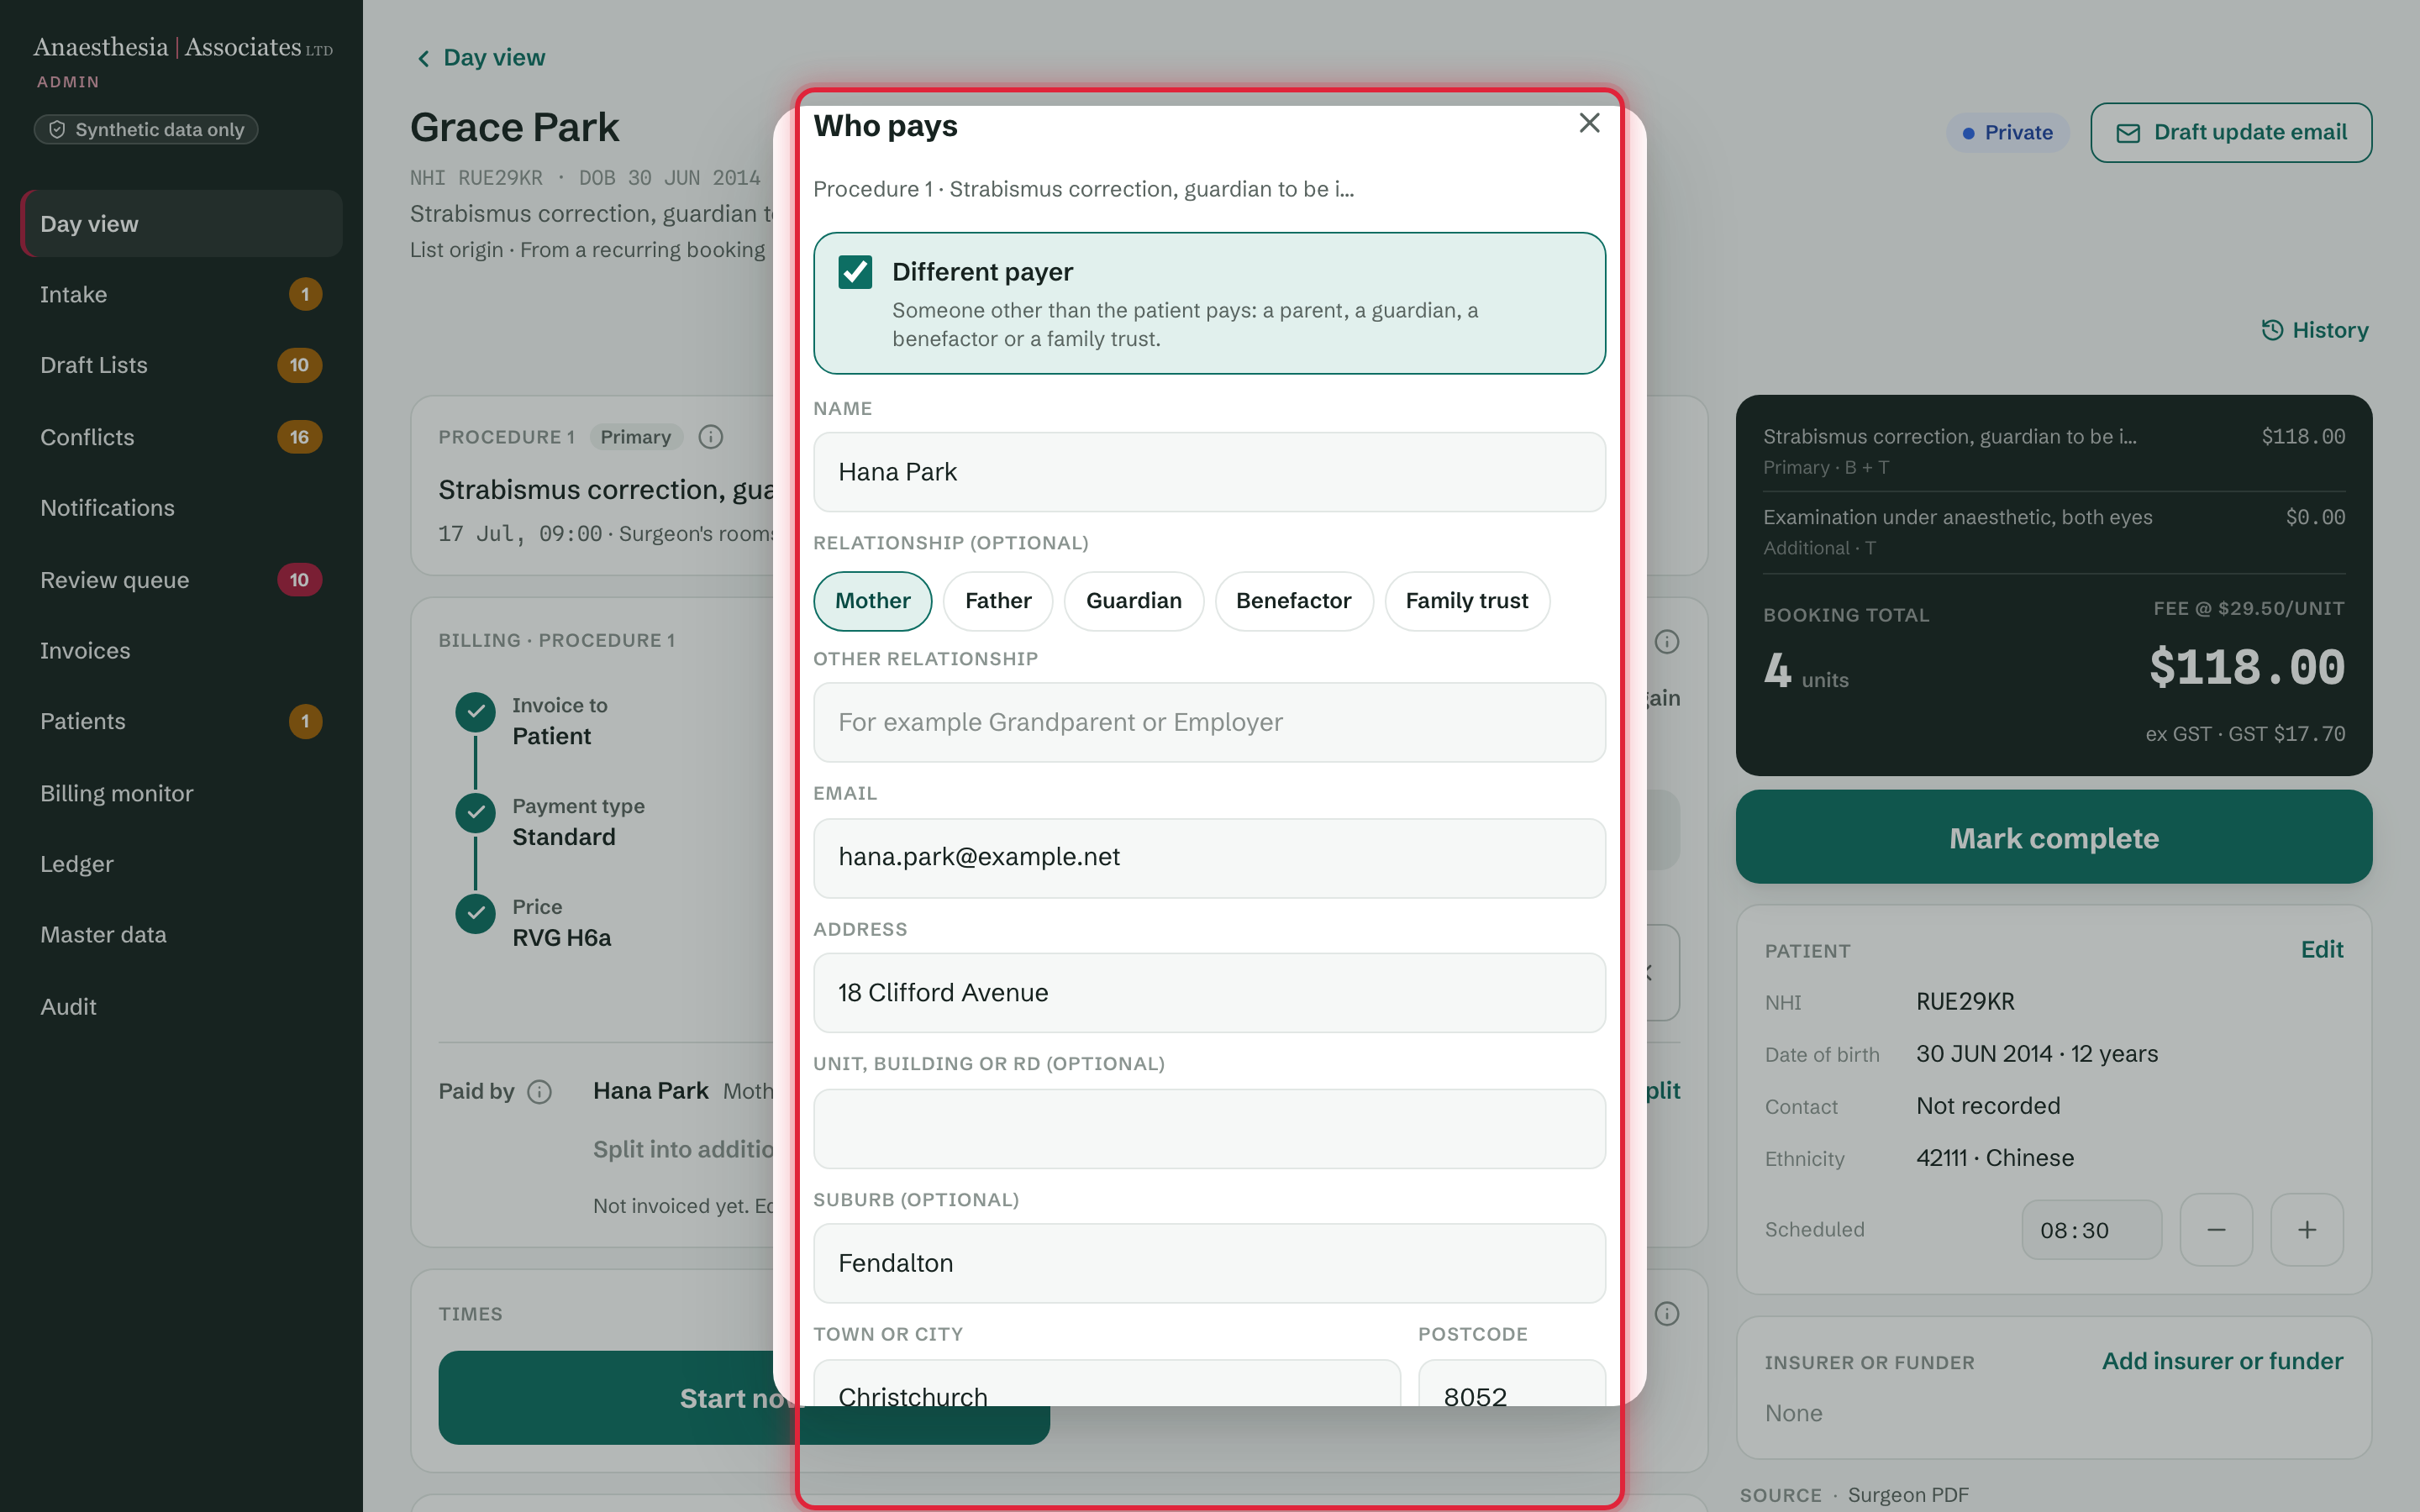 Anaesthesia | Associates LTD
ADMIN
Synthetic data only
Day view
Intake 1
Draft Lists 10
Conflicts 16
Notifications
Review queue 10
Invoices
Patients 1
Billing monitor
Ledger
Master data
Audit
Day view
Grace Park
NHI RUE29KR · DOB 30 JUN 2014
Strabismus correction, guardian
List origin · From a recurring booking
Private
Draft update email
History
PROCEDURE 1 Primary
Strabismus correction,
17 Jul, 09:00 · Surgeon's rooms
BILLING · PROCEDURE 1
Invoice to
Patient
Payment type
Standard
Price
RVG H6a
Paid by Hana Park Moth
Split into additio
Not invoiced yet.
plit
TIMES
Start now
Who pays
Procedure 1 · Strabismus correction, guardian to be i...
Different payer
Someone other than the patient pays: a parent, a guardian, a
benefactor or a family trust.
NAME
Hana Park
RELATIONSHIP (OPTIONAL)
Mother Father Guardian Benefactor Family trust
OTHER RELATIONSHIP
For example Grandparent or Employer
EMAIL
hana.park@example.net
ADDRESS
18 Clifford Avenue
UNIT, BUILDING OR RD (OPTIONAL)
SUBURB (OPTIONAL)
Fendalton
TOWN OR CITY POSTCODE
Christchurch 8052
Strabismus correction, guardian to be i... $118.00
Primary · B + T
Examination under anaesthetic, both eyes $0.00
Additional · T
BOOKING TOTAL FEE @ $29.50/UNIT
4 units $118.00
ex GST · GST $17.70
Mark complete
PATIENT Edit
NHI RUE29KR
Date of birth 30 JUN 2014 · 12 years
Contact Not recorded
Ethnicity 42111 · Chinese
Scheduled 08:30 − +
INSURER OR FUNDER Add insurer or funder
None
SOURCE · Surgeon PDF